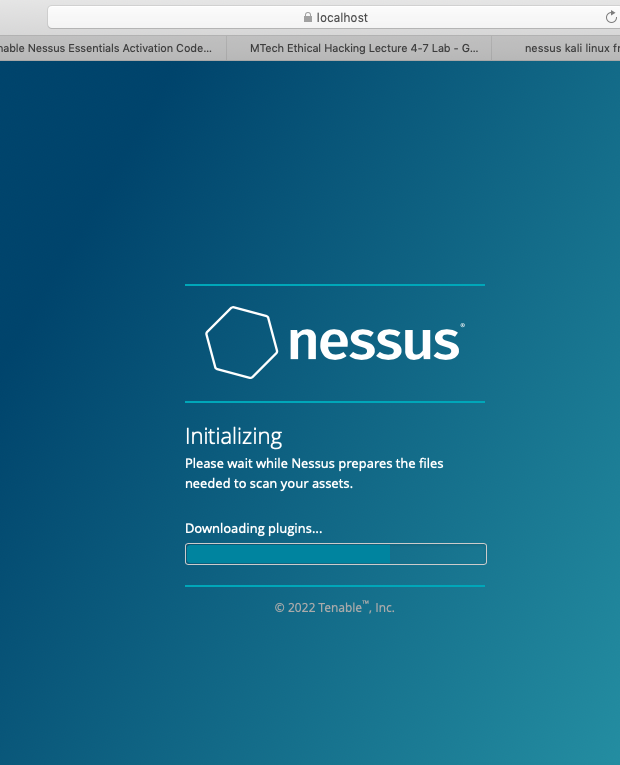 localhost
nable Nessus Essentials Activation Code...
MTech Ethical Hacking Lecture 4-7 Lab - G...
nessus kali linux fr
nessus®
Initializing
Please wait while Nessus prepares the files
needed to scan your assets.
Downloading plugins...
© 2022 Tenable™, Inc.